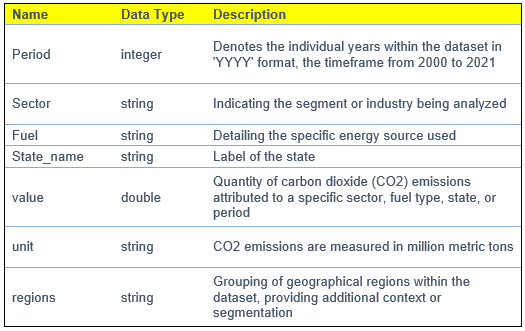 Name Data Type Description
Period integer Denotes the individual years within the dataset in
'YYYY' format, the timeframe from 2000 to 2021
Sector string Indicating the segment or industry being analyzed
Fuel string Detailing the specific energy source used
State_name string Label of the state
value double Quantity of carbon dioxide (CO2) emissions
attributed to a specific sector, fuel type, state, or
period
unit string CO2 emissions are measured in million metric tons
regions string Grouping of geographical regions within the
dataset, providing additional context or
segmentation